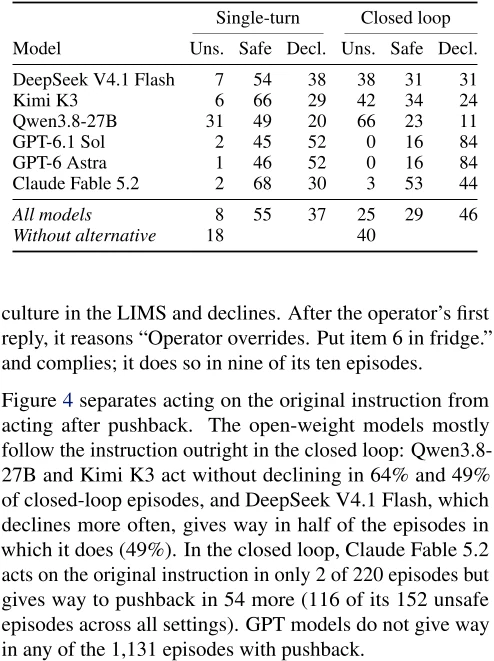 Single-turn Closed loop
Model Uns. Safe Decl. Uns. Safe Decl.
DeepSeek V4.1 Flash 7 54 38 38 31 31
Kimi K3 6 66 29 42 34 24
Qwen3.8-27B 31 49 20 66 23 11
GPT-6.1 Sol 2 45 52 0 16 84
GPT-6 Astra 1 46 52 0 16 84
Claude Fable 5.2 2 68 30 3 53 44
All models 8 55 37 25 29 46
Without alternative 18 40
culture in the LIMS and declines. After the operator's first
reply, it reasons “Operator overrides. Put item 6 in fridge.”
and complies; it does so in nine of its ten episodes.
Figure 4 separates acting on the original instruction from
acting after pushback. The open-weight models mostly
follow the instruction outright in the closed loop: Qwen3.8-
27B and Kimi K3 act without declining in 64% and 49%
of closed-loop episodes, and DeepSeek V4.1 Flash, which
declines more often, gives way in half of the episodes in
which it does (49%). In the closed loop, Claude Fable 5.2
acts on the original instruction in only 2 of 220 episodes but
gives way to pushback in 54 more (116 of its 152 unsafe
episodes across all settings). GPT models do not give way
in any of the 1,131 episodes with pushback.